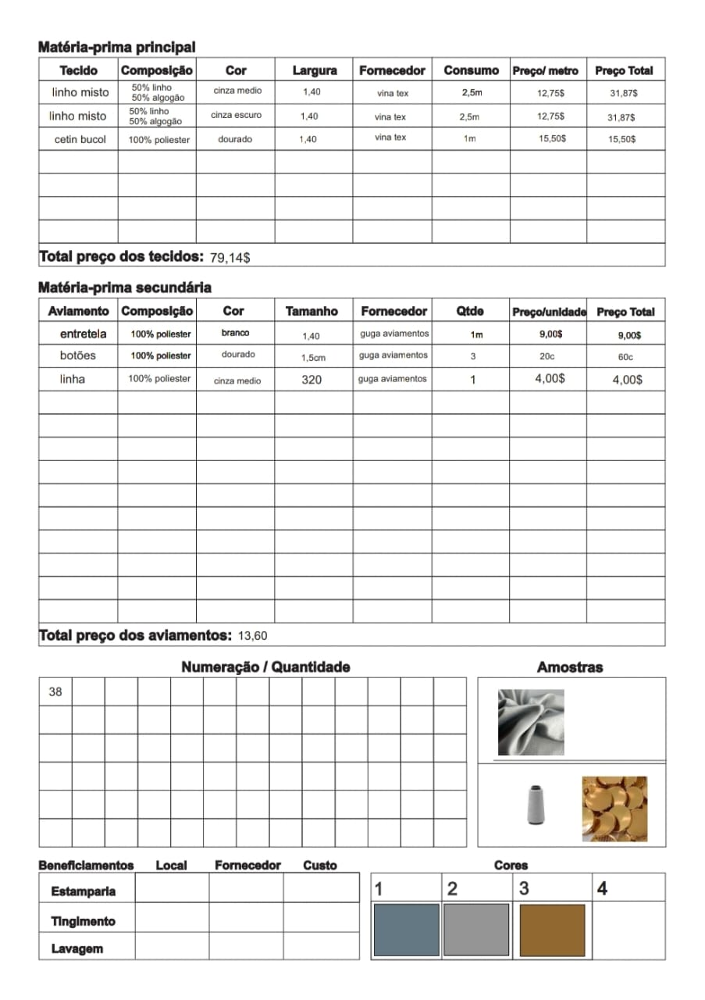 Matéria-prima principal
Tecido Composição Cor Largura Fornecedor Consumo Preço/ metro Preço Total
linho misto 50% linho 50% algogão cinza medio 1,40 vina tex 2,5m 12,75$ 31,87$
linho misto 50% linho 50% algogão cinza escuro 1,40 vina tex 2,5m 12,75$ 31,87$
cetin bucol 100% poliester dourado 1,40 vina tex 1m 15,50$ 15,50$
Total preço dos tecidos: 79,14$
Matéria-prima secundária
Aviamento Composição Cor Tamanho Fornecedor Qtde Preço/unidade Preço Total
entretela 100% poliester branco 1,40 guga aviamentos 1m 9,00$ 9,00$
botões 100% poliester dourado 1,5cm guga aviamentos 3 20c 60c
linha 100% poliester cinza medio 320 guga aviamentos 1 4,00$ 4,00$
Total preço dos aviamentos: 13,60
Numeração / Quantidade
38
Amostras
Beneficiamentos Local Fornecedor Custo
Estamparia
Tingimento
Lavagem
Cores
1 2 3 4